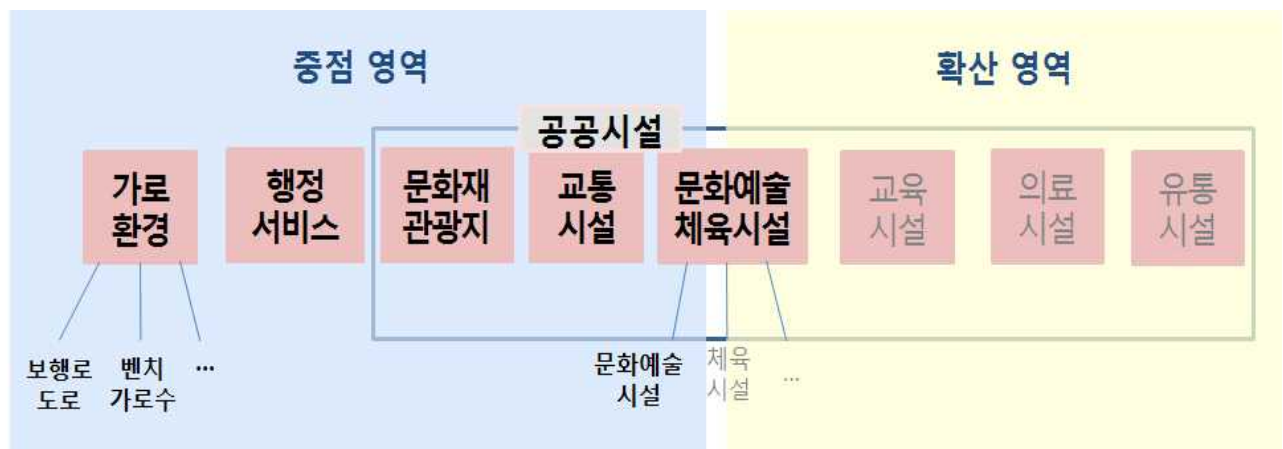 중점 영역
확산 영역
공공시설
가로
환경
행정
서비스
문화재
관광지
교통
시설
문화예술
체육시설
교육
시설
의료
시설
유통
시설
보행로
도로
벤치
가로수
...
문화예술
시설
체육
시설
...